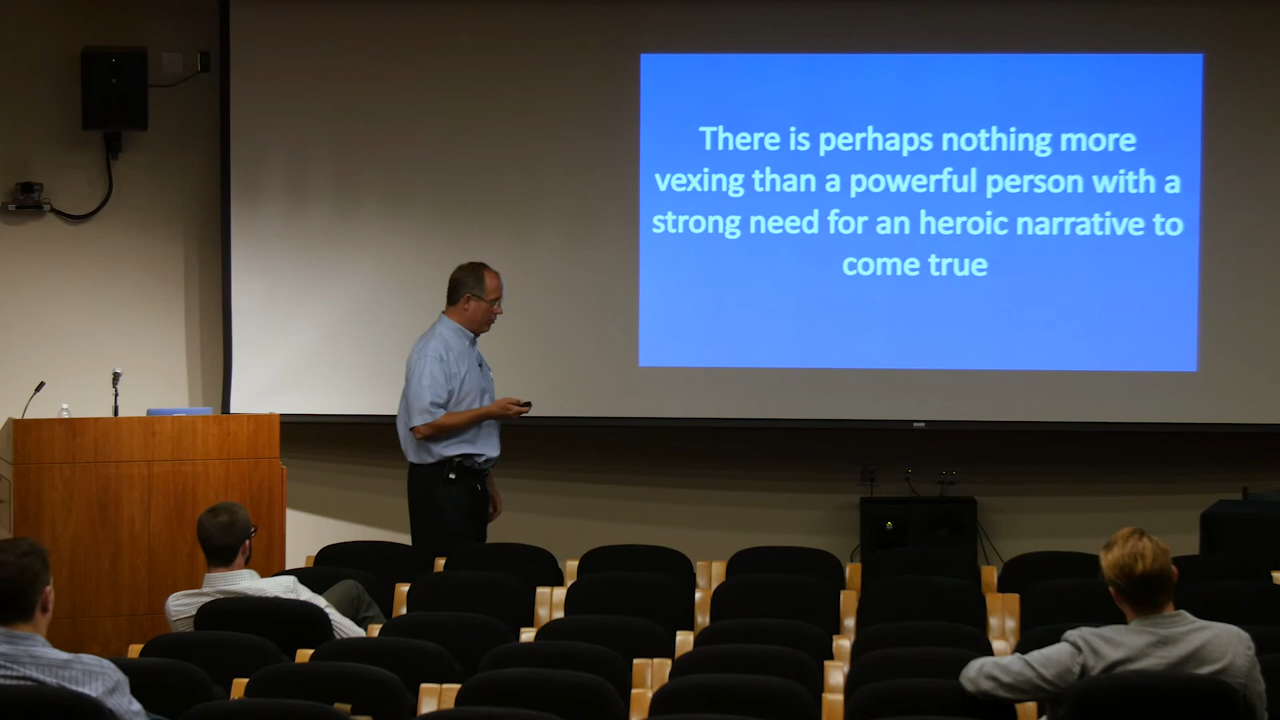 There is perhaps nothing more
vexing than a powerful person with a
strong need for an heroic narrative to
come true